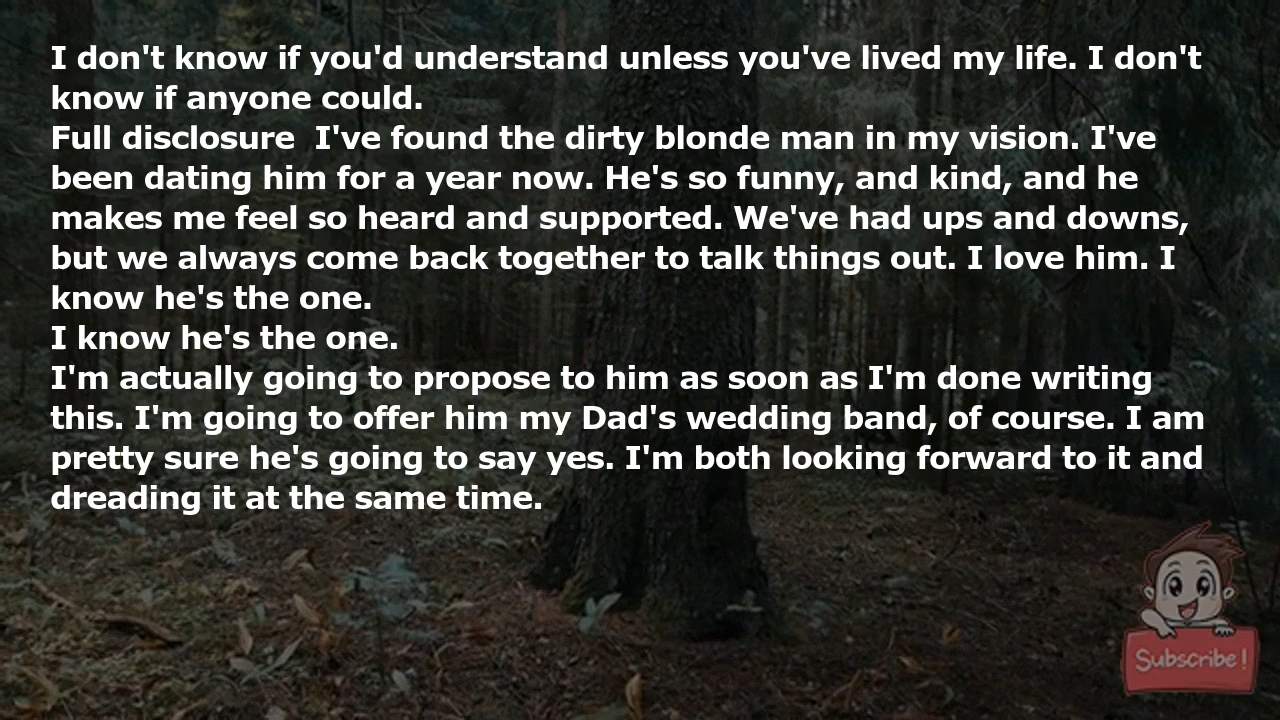 I don't know if you'd understand unless you've lived my life. I don't
know if anyone could.
Full disclosure  I've found the dirty blonde man in my vision. I've
been dating him for a year now. He's so funny, and kind, and he
makes me feel so heard and supported. We've had ups and downs,
but we always come back together to talk things out. I love him. I
know he's the one.
I know he's the one.
I'm actually going to propose to him as soon as I'm done writing
this. I'm going to offer him my Dad's wedding band, of course. I am
pretty sure he's going to say yes. I'm both looking forward to it and
dreading it at the same time.
Subscribe!